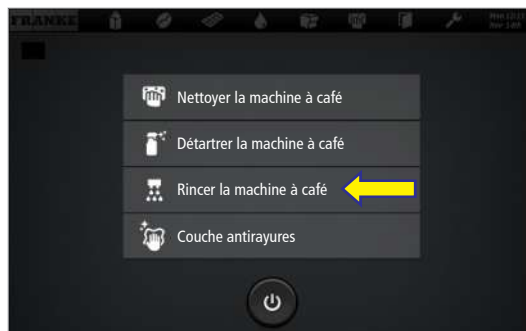 FRANKE
Nettoyer la machine à café
Détartrer la machine à café
Rincer la machine à café
Couche antirayures